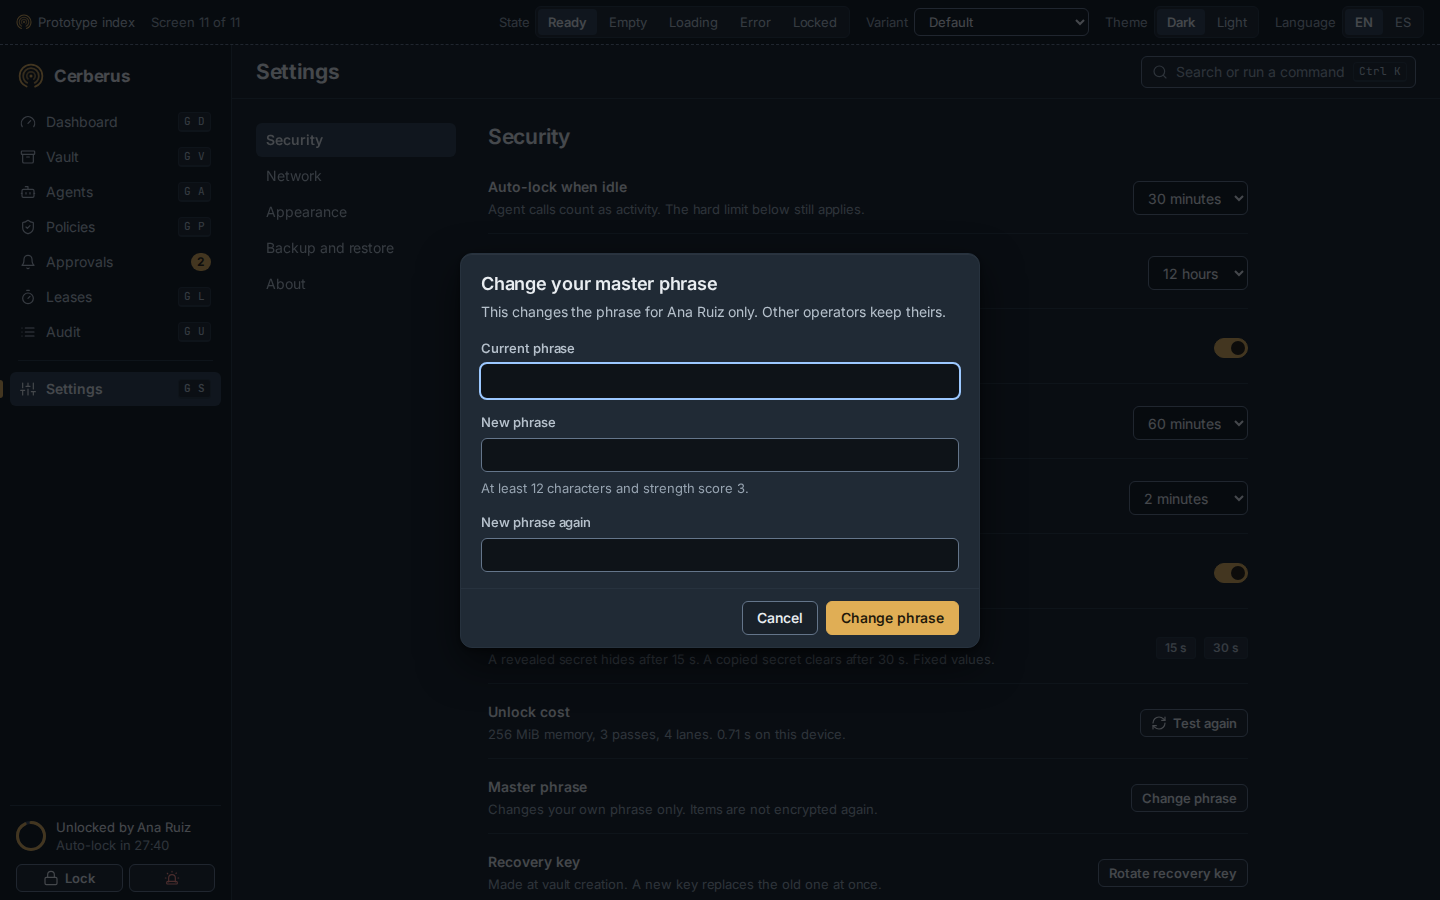 Prototype index Screen 11 of 11 State Ready Empty Loading Error Locked Variant Default Theme Dark Light Language EN ES
Cerberus
Settings
Search or run a command Ctrl K
Dashboard G D
Vault G V
Agents G A
Policies G P
Approvals 2
Leases G L
Audit G U
Settings G S
Unlocked by Ana Ruiz
Auto-lock in 27:40
Lock
Security
Network
Appearance
Backup and restore
About
Security
Auto-lock when idle
Agent calls count as activity. The hard limit below still applies.
30 minutes
12 hours
60 minutes
2 minutes
Change your master phrase
This changes the phrase for Ana Ruiz only. Other operators keep theirs.
Current phrase
New phrase
At least 12 characters and strength score 3.
New phrase again
Cancel
Change phrase
A revealed secret hides after 15 s. A copied secret clears after 30 s. Fixed values.
15 s 30 s
Unlock cost
256 MiB memory, 3 passes, 4 lanes. 0.71 s on this device.
Test again
Master phrase
Changes your own phrase only. Items are not encrypted again.
Change phrase
Recovery key
Made at vault creation. A new key replaces the old one at once.
Rotate recovery key